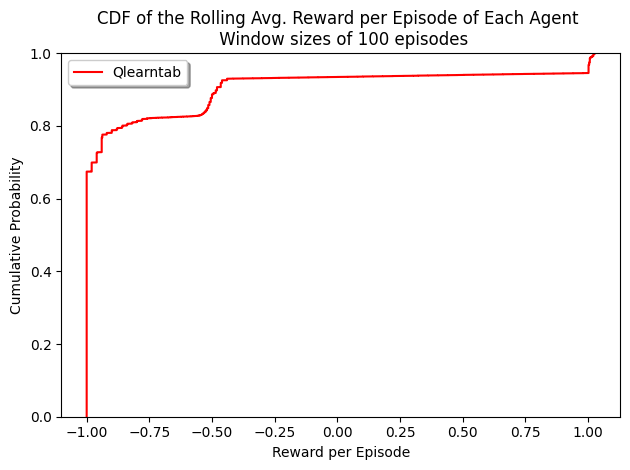 CDF of the Rolling Avg. Reward per Episode of Each Agent
Window sizes of 100 episodes
Qlearntab
Cumulative Probability
1.0
0.8
0.6
0.4
0.2
0.0
−1.00 −0.75 −0.50 −0.25 0.00 0.25 0.50 0.75 1.00
Reward per Episode